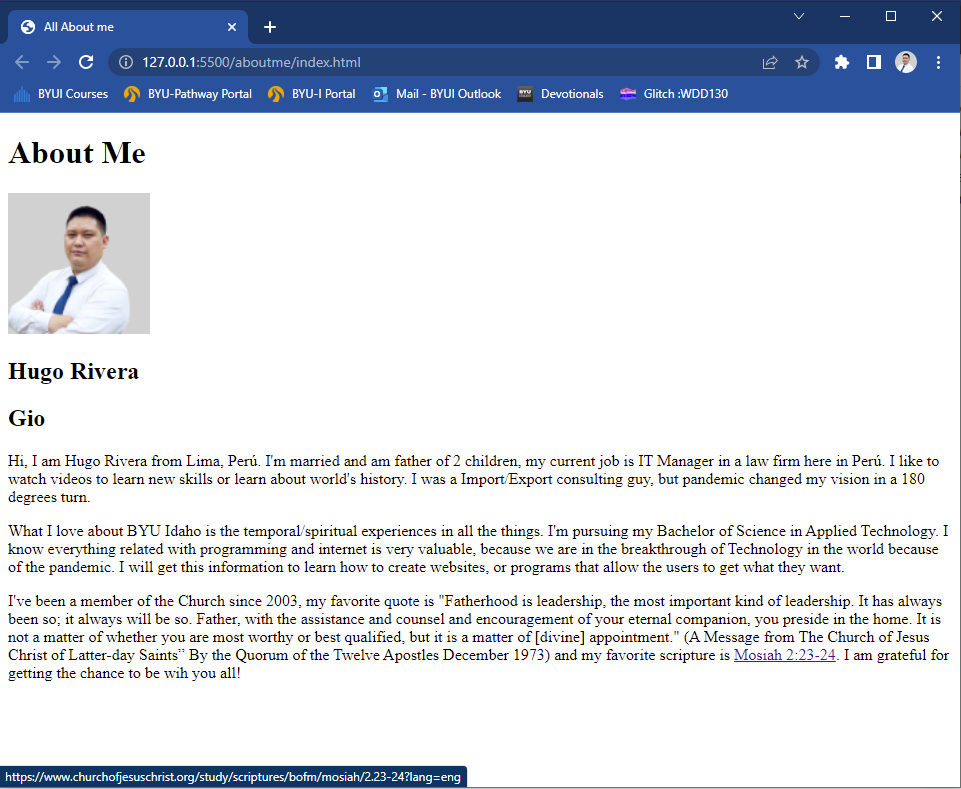 All About me
127.0.0.1:5500/aboutme/index.html
BYUI Courses BYU-Pathway Portal BYU-I Portal Mail - BYUI Outlook BYU Devotionals Glitch :WDD130
About Me
Hugo Rivera
Gio
Hi, I am Hugo Rivera from Lima, Perú. I'm married and am father of 2 children, my current job is IT Manager in a law firm here in Perú. I like to
watch videos to learn new skills or learn about world's history. I was a Import/Export consulting guy, but pandemic changed my vision in a 180
degrees turn.
What I love about BYU Idaho is the temporal/spiritual experiences in all the things. I'm pursuing my Bachelor of Science in Applied Technology. I
know everything related with programming and internet is very valuable, because we are in the breakthrough of Technology in the world because
of the pandemic. I will get this information to learn how to create websites, or programs that allow the users to get what they want.
I've been a member of the Church since 2003, my favorite quote is "Fatherhood is leadership, the most important kind of leadership. It has always
been so; it always will be so. Father, with the assistance and counsel and encouragement of your eternal companion, you preside in the home. It is
not a matter of whether you are most worthy or best qualified, but it is a matter of [divine] appointment." (A Message from The Church of Jesus
Christ of Latter-day Saints” By the Quorum of the Twelve Apostles December 1973) and my favorite scripture is Mosiah 2:23-24. I am grateful for
getting the chance to be wih you all!
https://www.churchofjesuschrist.org/study/scriptures/bofm/mosiah/2.23-24?lang=eng